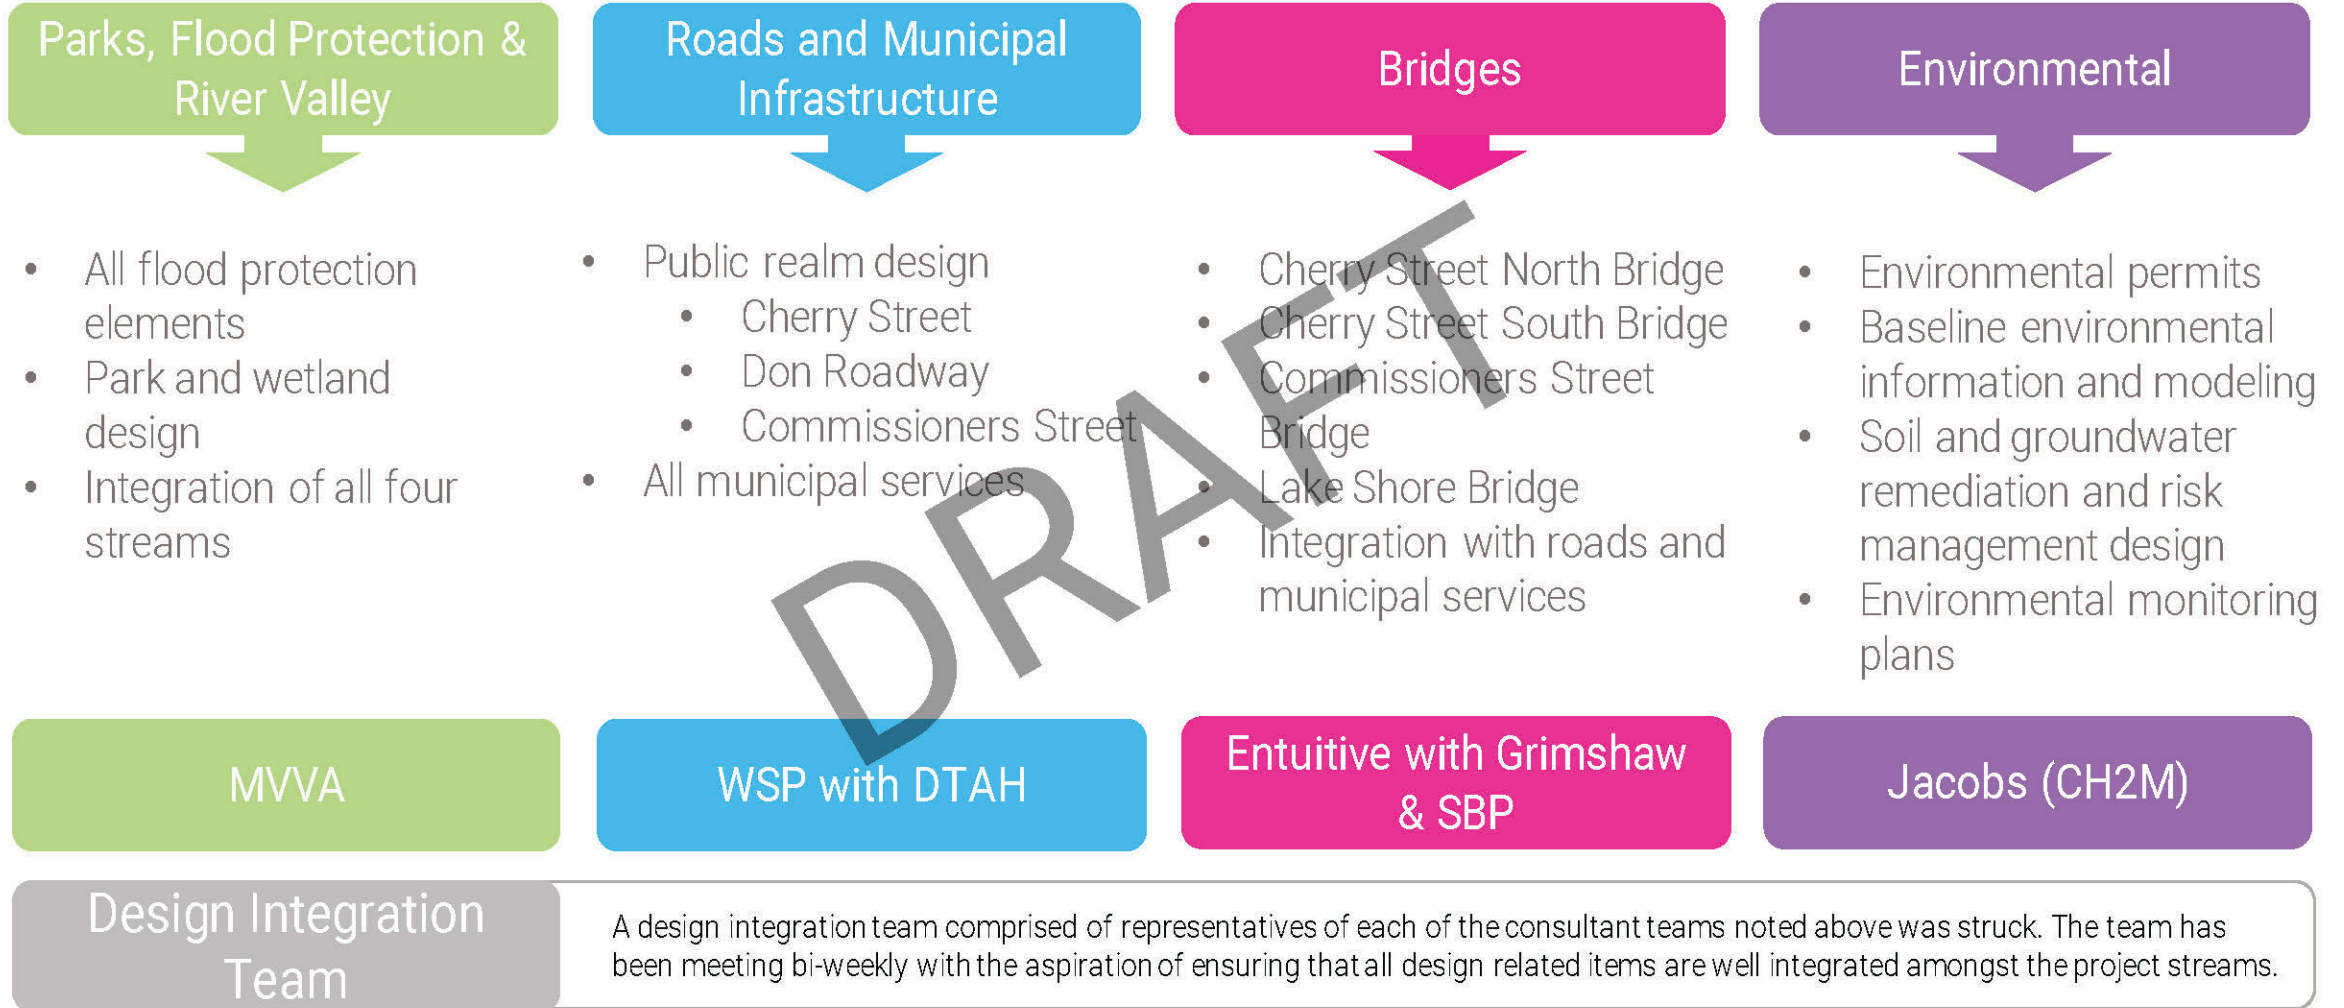 Parks, Flood Protection &
River Valley
• All flood protection
elements
• Park and wetland
design
• Integration of all four
streams
MVVA
Roads and Municipal
Infrastructure
• Public realm design
• Cherry Street
• Don Roadway
• Commissioners Street
• All municipal services
WSP with DTAH
Bridges
• Cherry Street North Bridge
• Cherry Street South Bridge
• Commissioners Street
Bridge
• Lake Shore Bridge
• Integration with roads and
municipal services
Entuitive with Grimshaw
& SBP
Environmental
• Environmental permits
• Baseline environmental
information and modeling
• Soil and groundwater
remediation and risk
management design
• Environmental monitoring
plans
Jacobs (CH2M)
DRAFT
Design Integration
Team
A design integration team comprised of representatives of each of the consultant teams noted above was struck. The team has
been meeting bi-weekly with the aspiration of ensuring that all design related items are well integrated amongst the project streams.